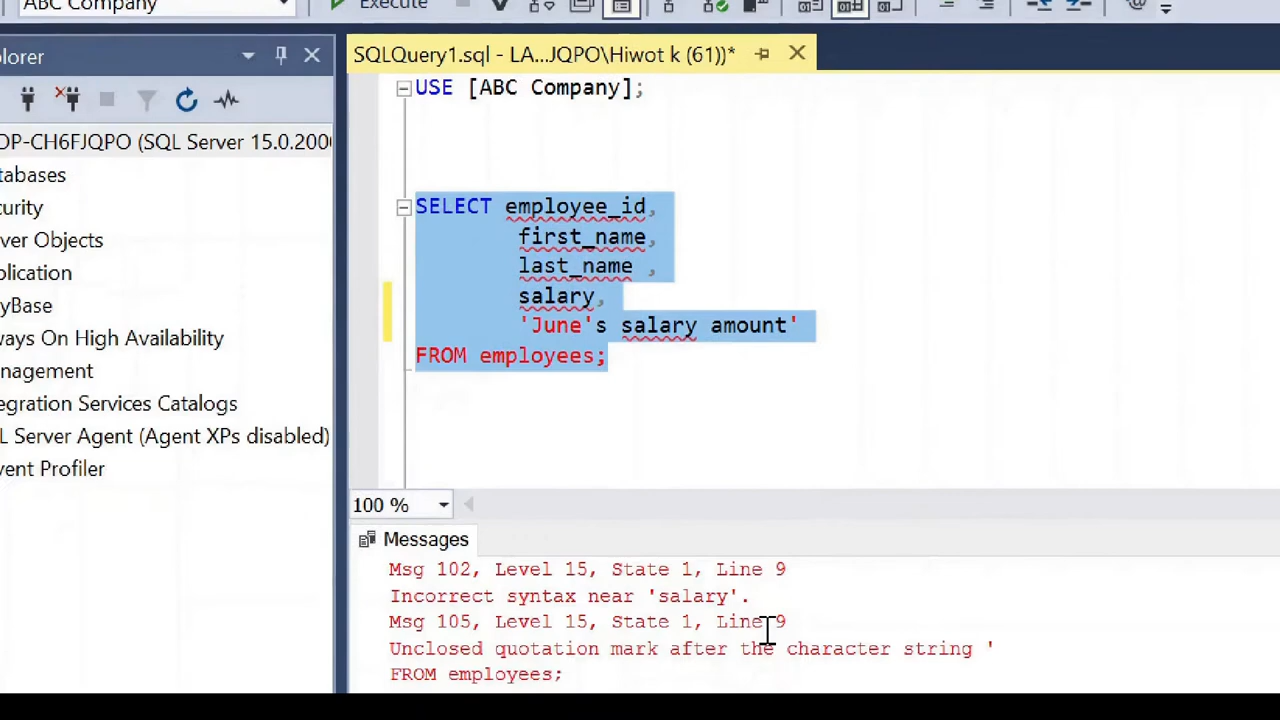 ABC Company
Execute
SQLQuery1.sql - LA...JQPO\Hiwot k (61))*
plorer
DP-CH6FJQPO (SQL Server 15.0.200
tabases
curity
ver Objects
plication
yBase
ways On High Availability
nagement
egration Services Catalogs
L Server Agent (Agent XPs disabled)
vent Profiler
USE [ABC Company];
SELECT employee_id,
first_name,
last_name ,
salary,
'June's salary amount'
FROM employees;
100 %
Messages
Msg 102, Level 15, State 1, Line 9
Incorrect syntax near 'salary'.
Msg 105, Level 15, State 1, Line 9
Unclosed quotation mark after the character string '
FROM employees;